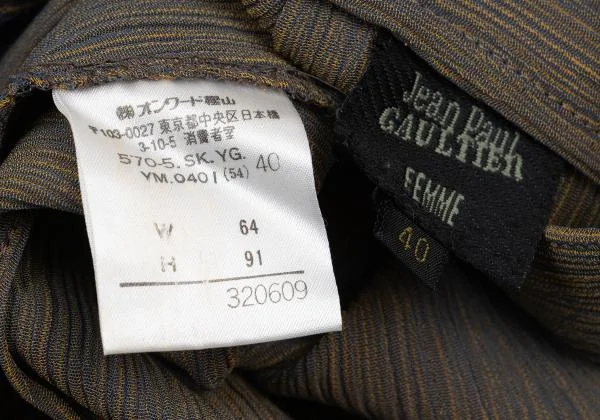 ㈱オンワード樫山
〒103-0027 東京都中央区日本橋
3-10-5 消費者室
570-5.SK.YG. 40
YM.0401 (54)
W 64
H 91
320609
Jean Paul
GAULTIER
FEMME
40